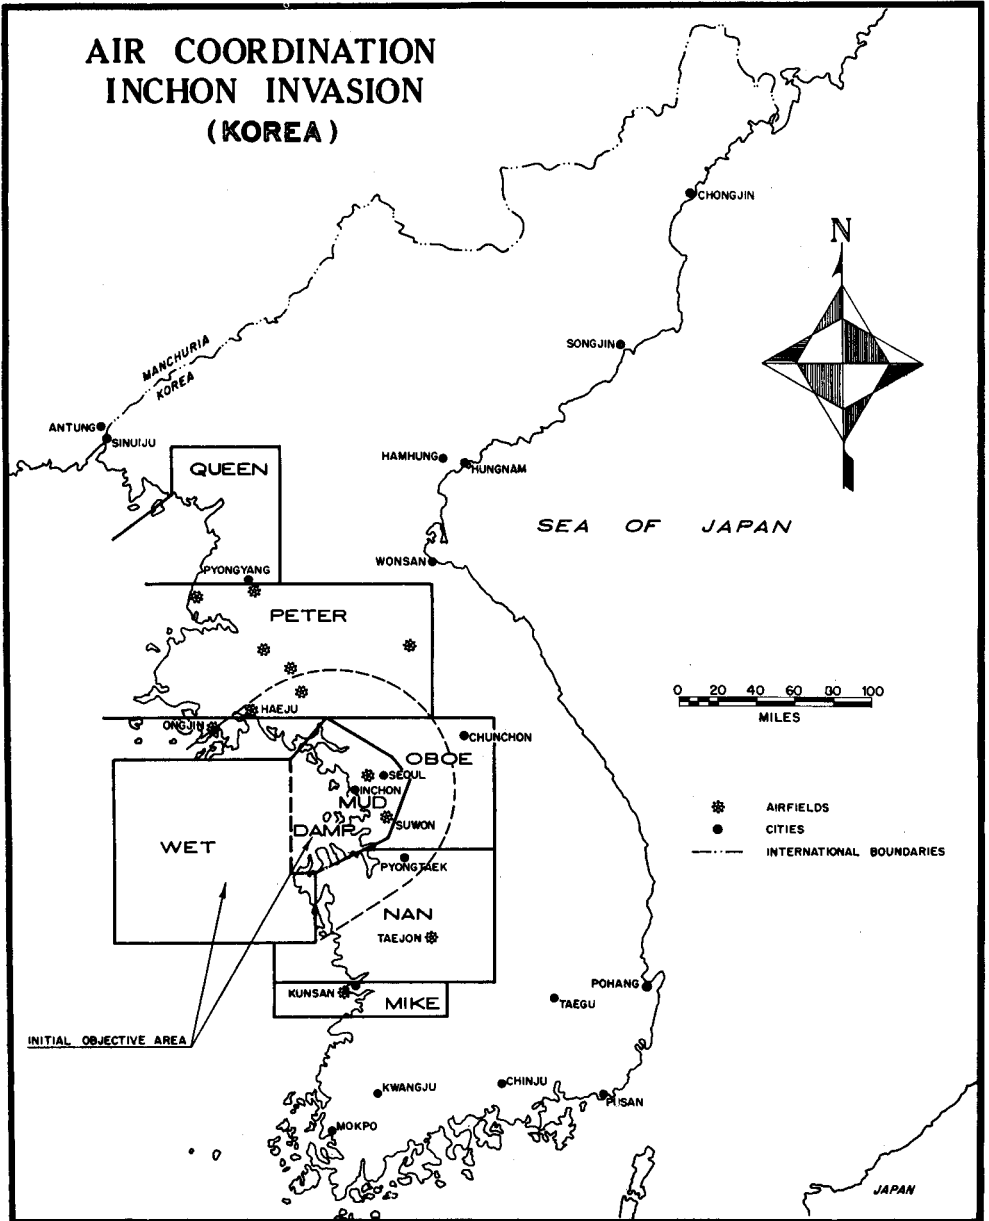 AIR COORDINATION
INCHON INVASION
(KOREA)
CHONGJIN
N
SONGJIN
MANCHURIA
KOREA
ANTUNG
SINUIJU
QUEEN
HAMHUNG
HUNGNAM
SEA OF JAPAN
WONSAN
PYONGYANG
PETER
0 20 40 60 80 100
MILES
HAEJU
ONGJIN
CHUNCHON
OBOE
SEOUL
INCHON
MUD
SUWON
DAMP
WET
AIRFIELDS
CITIES
INTERNATIONAL BOUNDARIES
PYONGTAEK
NAN
TAEJON
KUNSAN
MIKE
POHANG
TAEGU
INITIAL OBJECTIVE AREA
KWANGJU
CHINJU
PUSAN
MOKPO
JAPAN